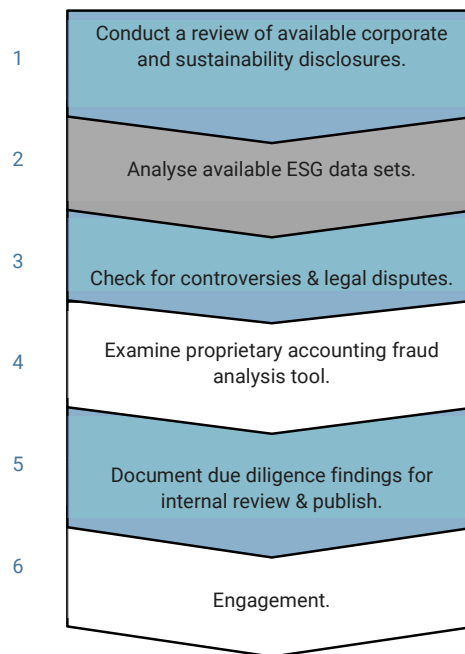 1
Conduct a review of available corporate
and sustainability disclosures.
2
Analyse available ESG data sets.
3
Check for controversies & legal disputes.
4
Examine proprietary accounting fraud
analysis tool.
5
Document due diligence findings for
internal review & publish.
6
Engagement.